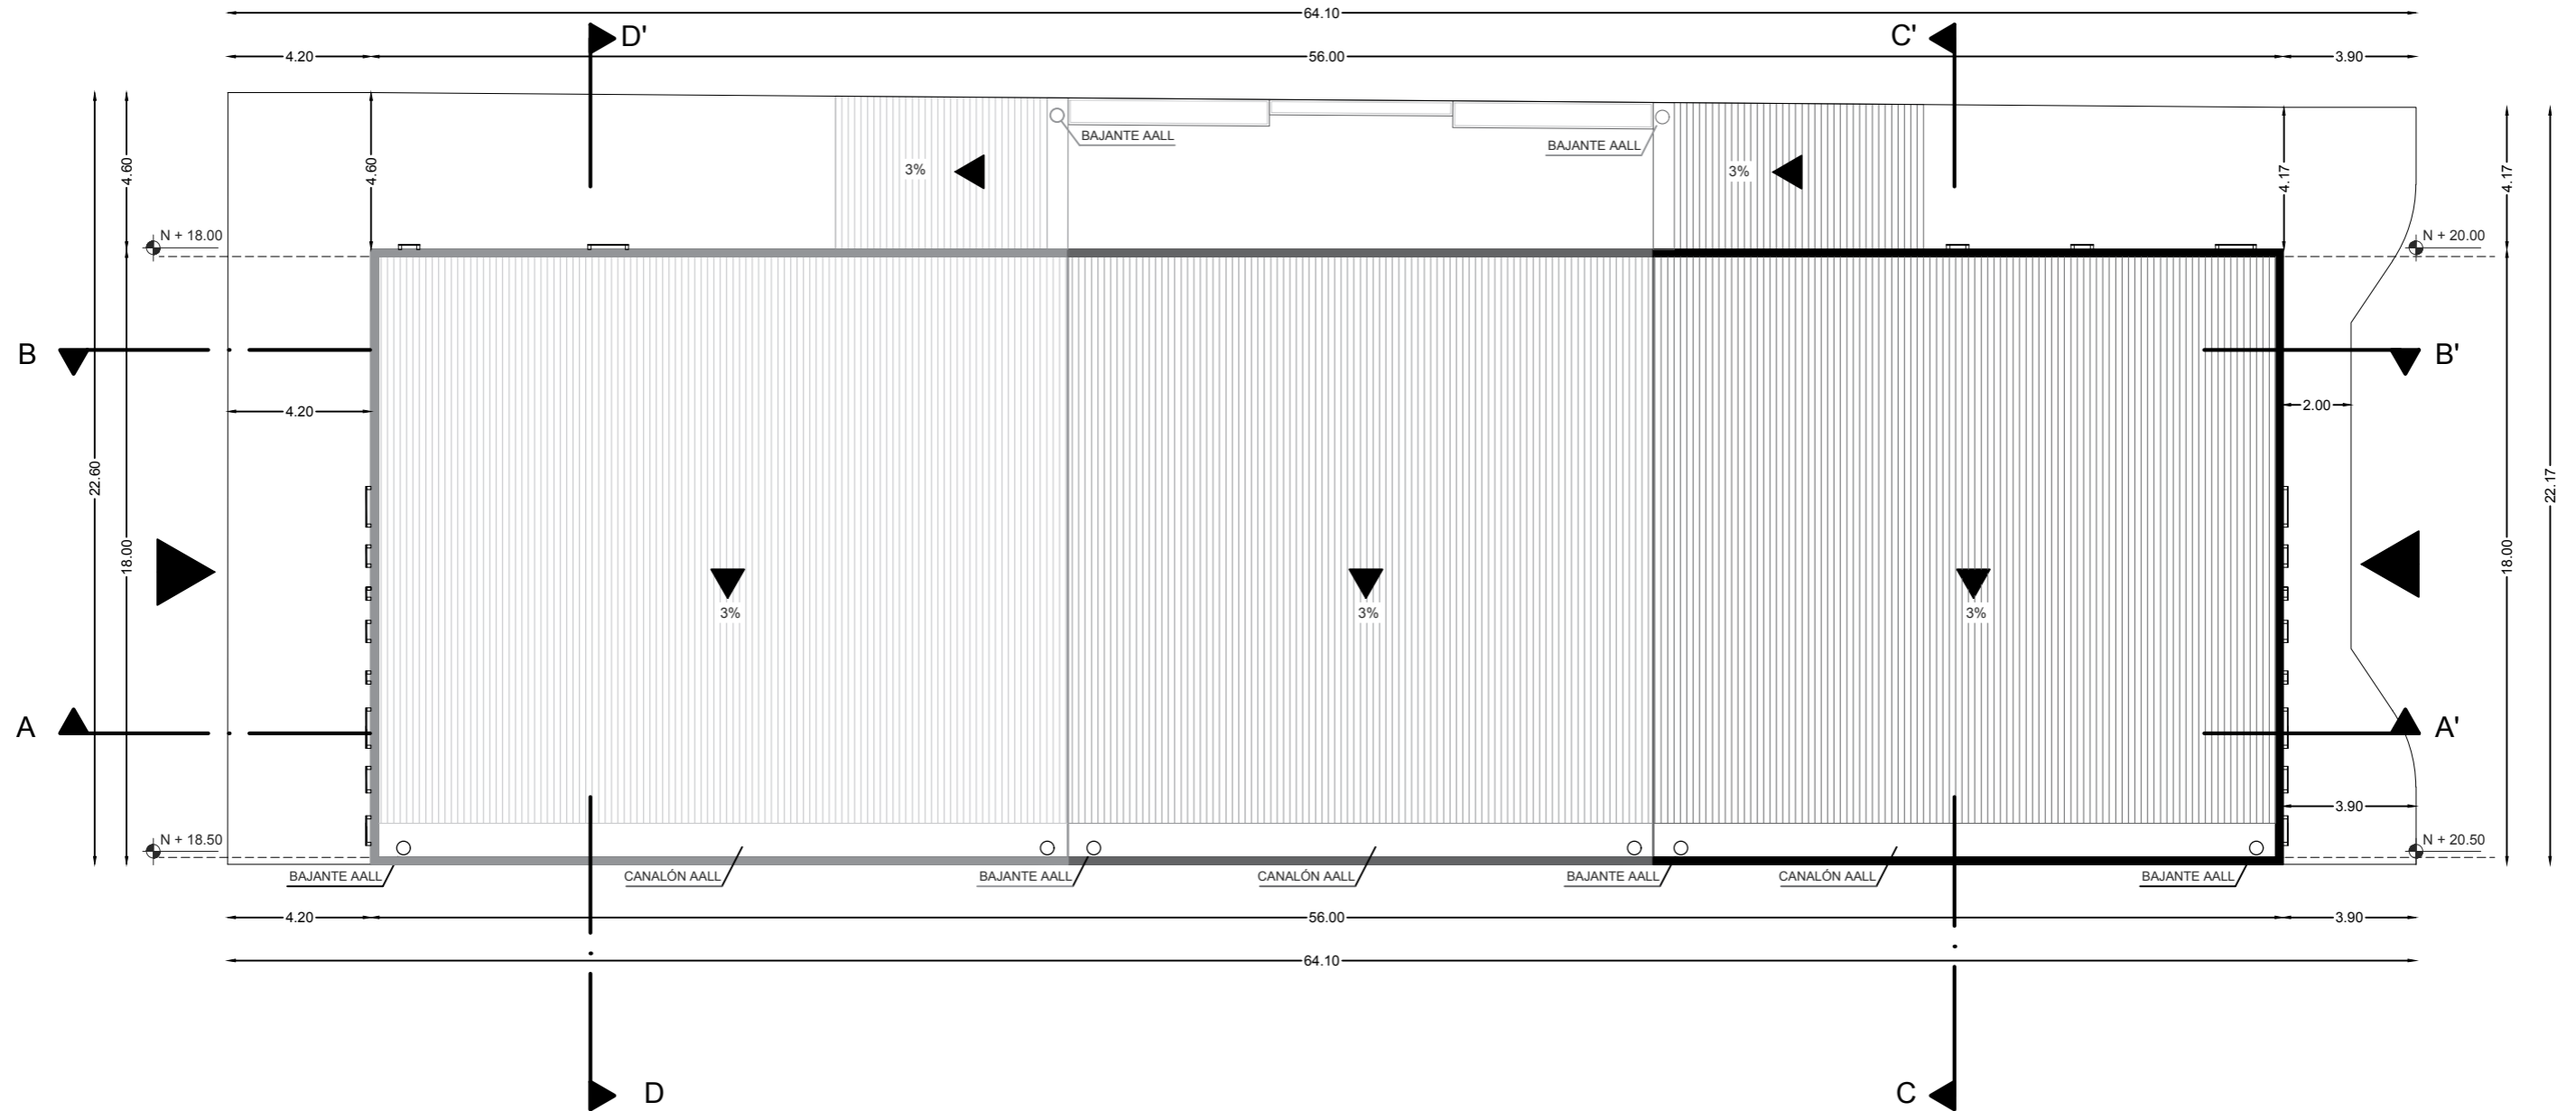 64.10
D'
C'
4.20
56.00
3.90
BAJANTE AALL
BAJANTE AALL
4.60
4.60
3%
3%
4.17
4.17
N + 18.00
N + 20.00
B
B'
4.20
2.00
22.60
22.17
18.00
18.00
3%
3%
3%
A
A'
3.90
N + 18.50
N + 20.50
BAJANTE AALL
CANALÓN AALL
BAJANTE AALL
CANALÓN AALL
BAJANTE AALL
CANALÓN AALL
BAJANTE AALL
4.20
56.00
3.90
64.10
D
C